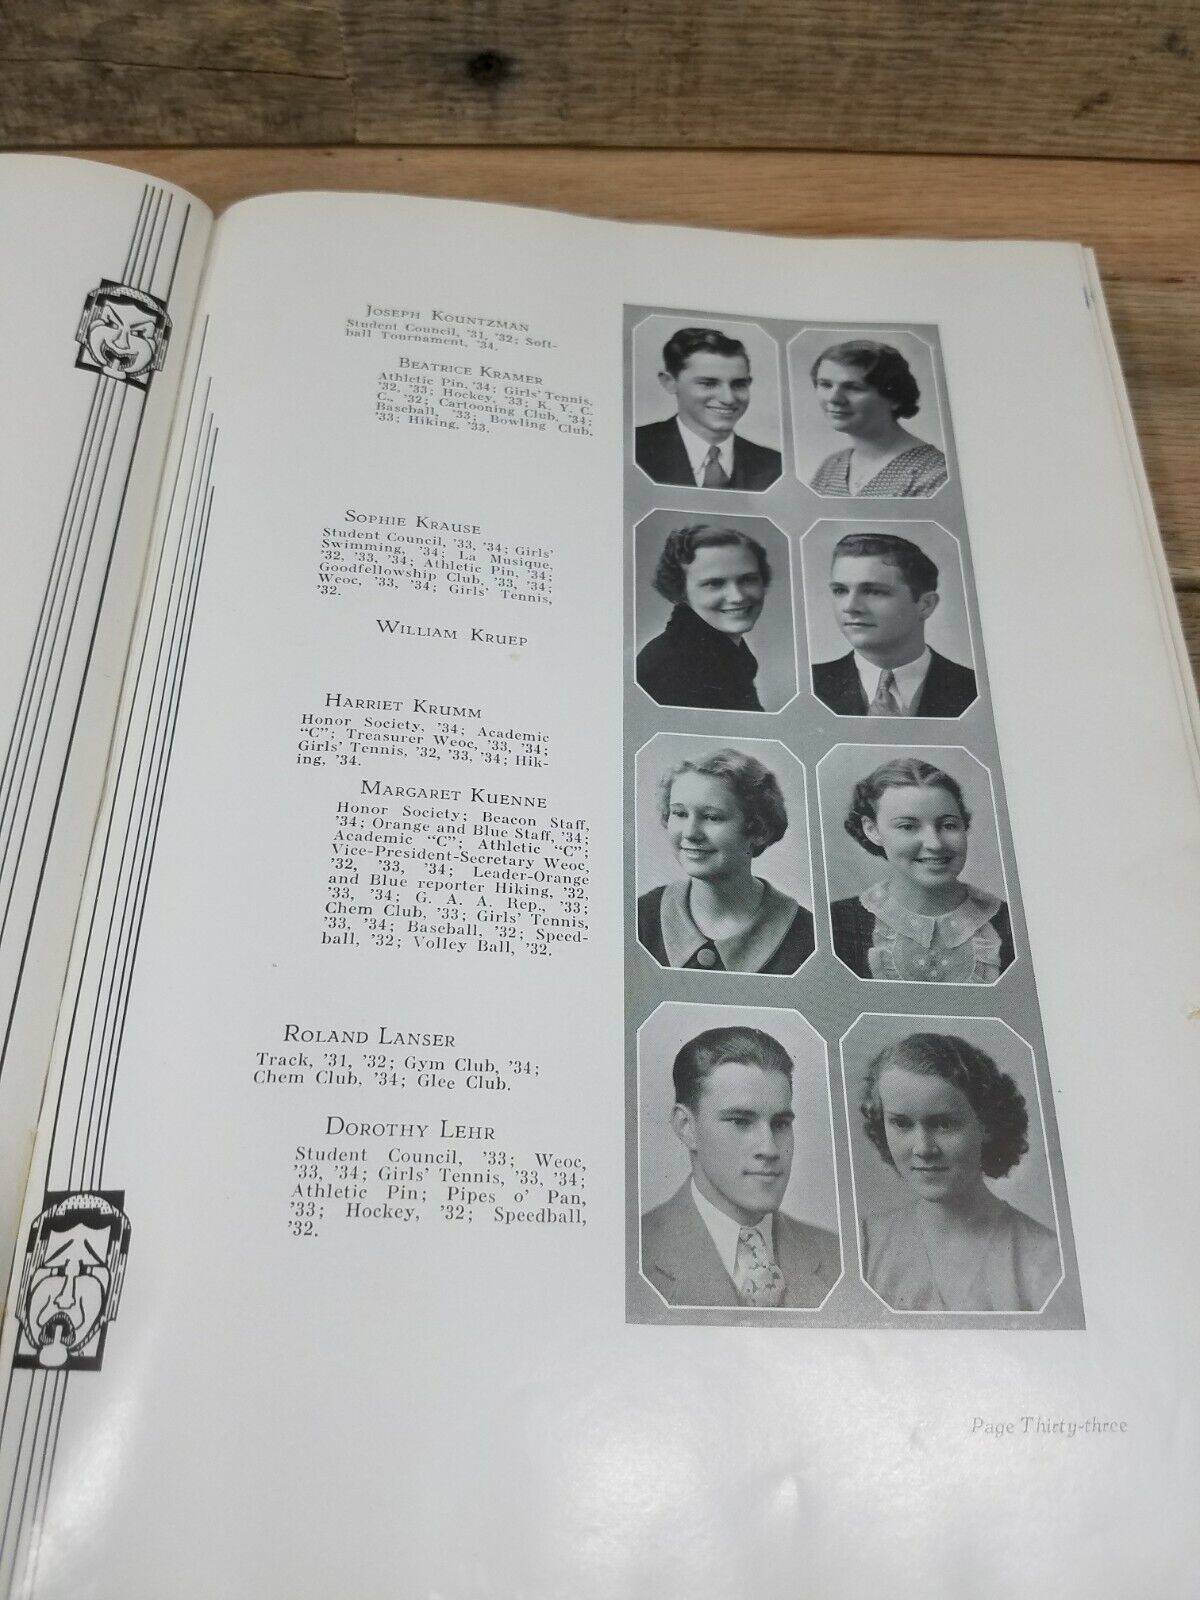 JOSEPH KOUNTZMAN
Student Council, '31, '32; Soft-
ball Tournament, '34.
BEATRICE KRAMER
Athletic Pin, '34; Girls' Tennis,
'32, '33; Hockey, '33; K. Y. C.
C., '32; Cartooning Club, '34;
Baseball, '33; Bowling Club,
'33; Hiking, '33.
SOPHIE KRAUSE
Student Council, '33, '34; Girls'
Swimming, '34; La Musique,
'32, '33, '34; Athletic Pin, '34;
Goodfellowship Club, '33, '34;
Weoc, '33, '34; Girls' Tennis,
'32.
WILLIAM KRUEP
HARRIET KRUMM
Honor Society, '34; Academic
"C"; Treasurer Weoc, '33, '34;
Girls' Tennis, '32, '33, '34; Hik-
ing, '34.
MARGARET KUENNE
Honor Society; Beacon Staff,
'34; Orange and Blue Staff, '34;
Academic "C"; Athletic "C";
Vice-President-Secretary Weoc,
'32, '33, '34; Leader-Orange
and Blue reporter Hiking, '32,
'33, '34; G. A. A. Rep., '33;
Chem Club, '33; Girls' Tennis,
'33, '34; Baseball, '32; Speed-
ball, '32; Volley Ball, '32.
ROLAND LANSER
Track, '31, '32; Gym Club, '34;
Chem Club, '34; Glee Club.
DOROTHY LEHR
Student Council, '33; Weoc,
'33, '34; Girls' Tennis, '33, '34;
Athletic Pin; Pipes o' Pan,
'33; Hockey, '32; Speedball,
'32.
Page Thirty-three